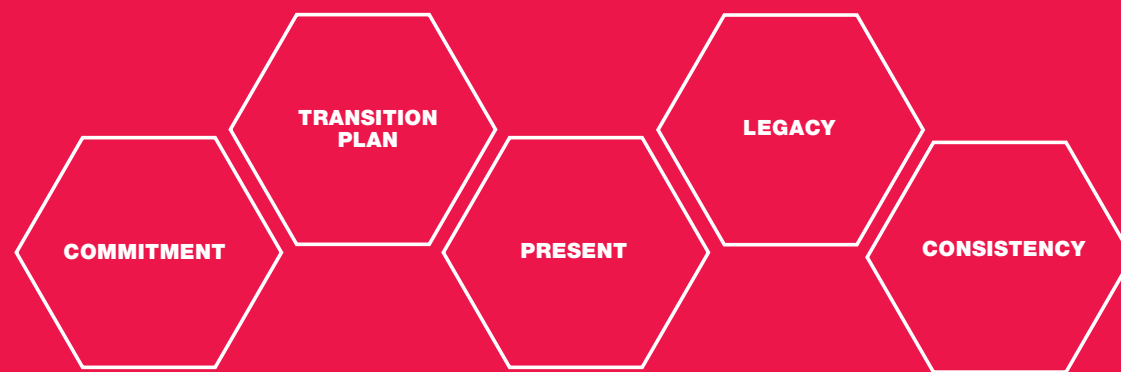 COMMITMENT
TRANSITION
PLAN
PRESENT
LEGACY
CONSISTENCY